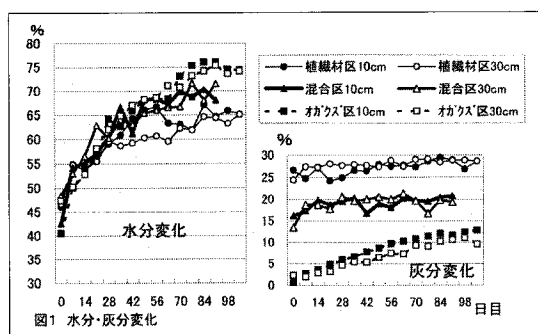 %
80
75
70
65
60
55
50
45
40
35
30
水分変化
0 14 28 42 56 70 84 98
図1 水分・灰分変化
植繊材区10cm 植繊材区30cm
混合区10cm 混合区30cm
オガクズ区10cm オガクズ区30cm
%
30
25
20
15
10
5
0
灰分変化
0 14 28 42 56 70 84 98 日目